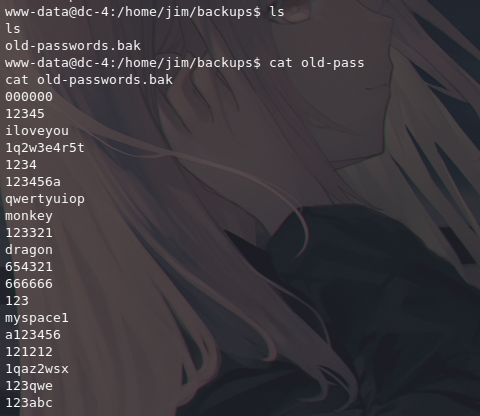 www-data@dc-4:/home/jim/backups$ ls
ls
old-passwords.bak
www-data@dc-4:/home/jim/backups$ cat old-pass
cat old-passwords.bak
000000
12345
iloveyou
1q2w3e4r5t
1234
123456a
qwertyuiop
monkey
123321
dragon
654321
666666
123
myspace1
a123456
121212
1qaz2wsx
123qwe
123abc